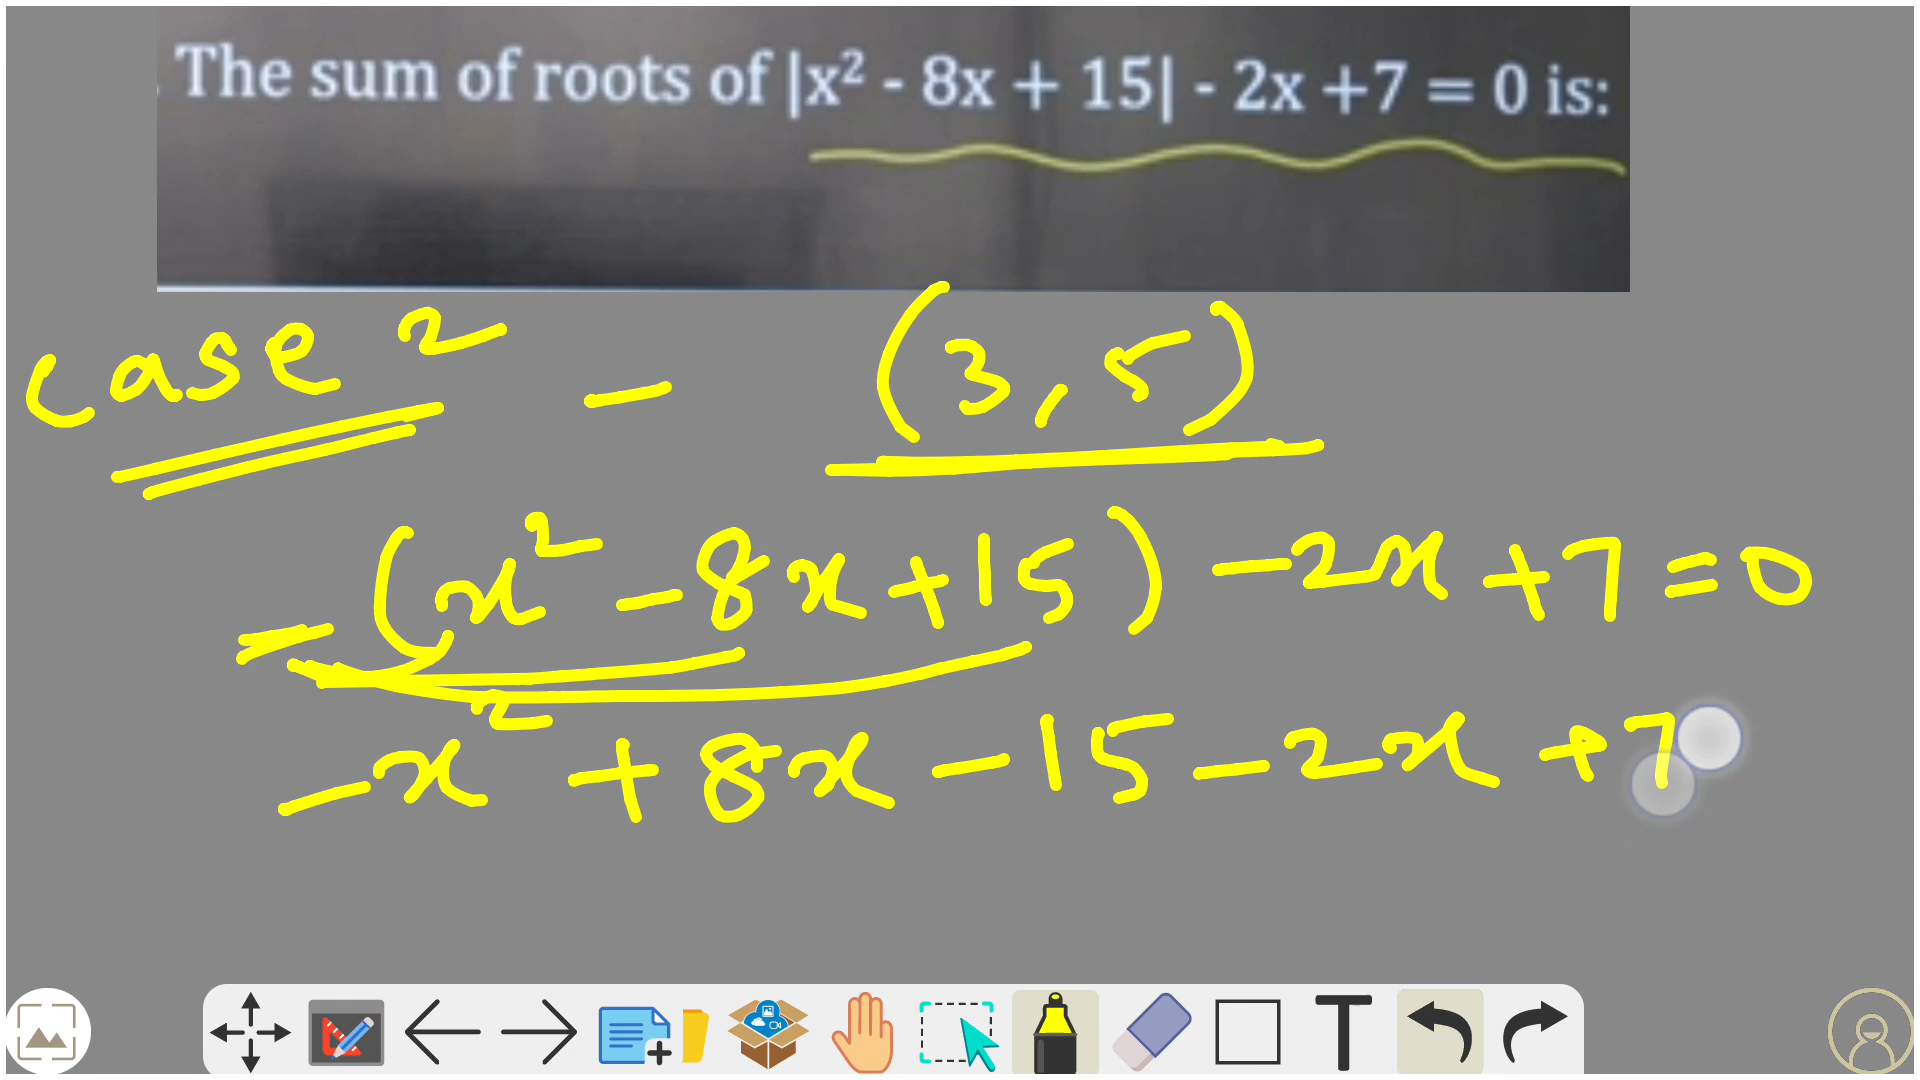 The sum of roots of |x² - 8x + 15| - 2x +7 = 0 is:
case 2 - (3, 5)
- (x² - 8x + 15) - 2x + 7 = 0
- x² + 8x - 15 - 2x + 7
T